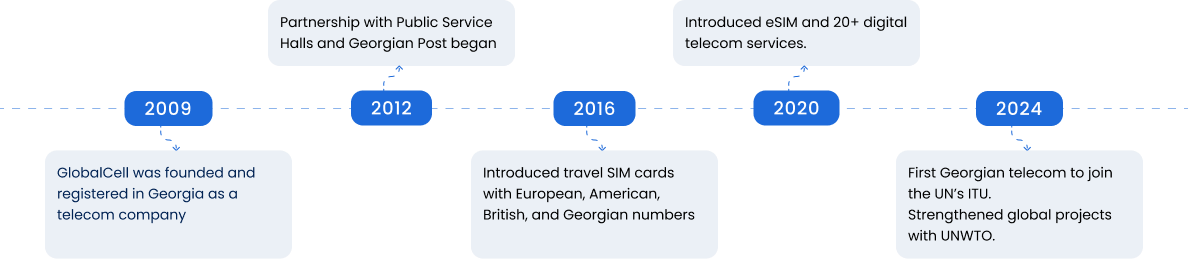 Partnership with Public Service
Halls and Georgian Post began
Introduced eSIM and 20+ digital
telecom services.
2009
2012
2016
2020
2024
GlobalCell was founded and
registered in Georgia as a
telecom company
Introduced travel SIM cards
with European, American,
British, and Georgian numbers
First Georgian telecom to join
the UN’s ITU.
Strengthened global projects
with UNWTO.